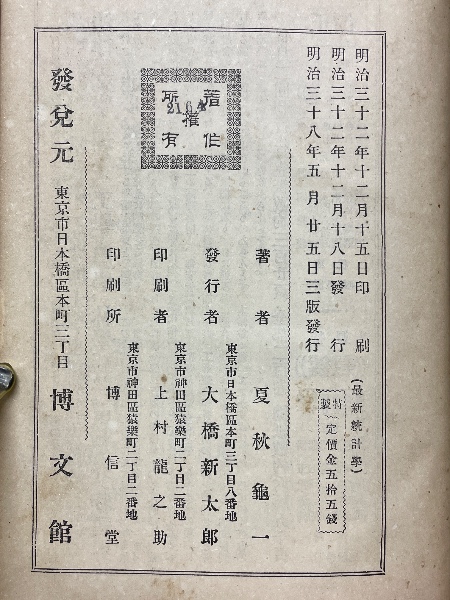 明治三十二年十二月十五日印刷
明治三十二年十二月十八日發行
明治三十八年五月廿五日三版發行
(最新統計學)
特製
定價金五拾五錢
著作
權
所有
2164
著者 夏秋龜一
東京市日本橋區本町三丁目八番地
發行者 大橋新太郎
東京市神田區猿樂町二丁目二番地
印刷者 上村龍之助
東京市神田區猿樂町二丁目二番地
印刷所 博信堂
發兌元 東京市日本橋區本町三丁目 博文館